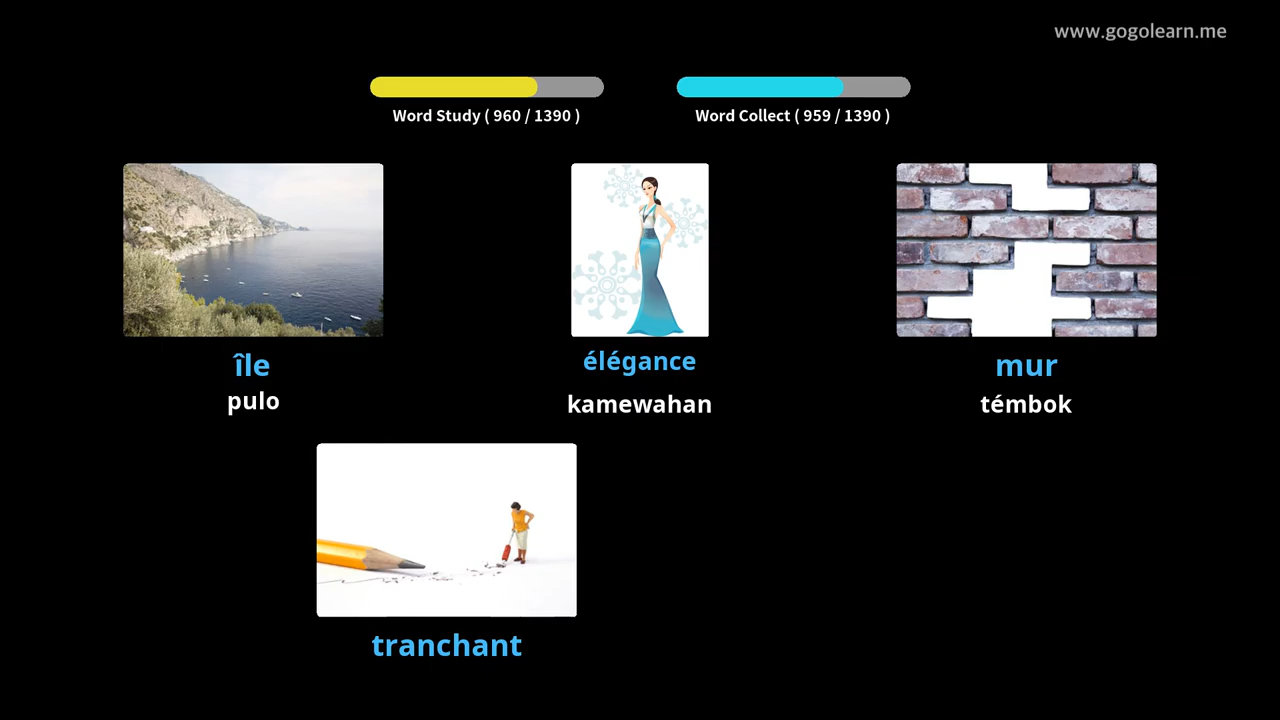 www.gogolearn.me
Word Study ( 960 / 1390 )
Word Collect ( 959 / 1390 )
île
élégance
mur
pulo
kamewahan
témbok
tranchant